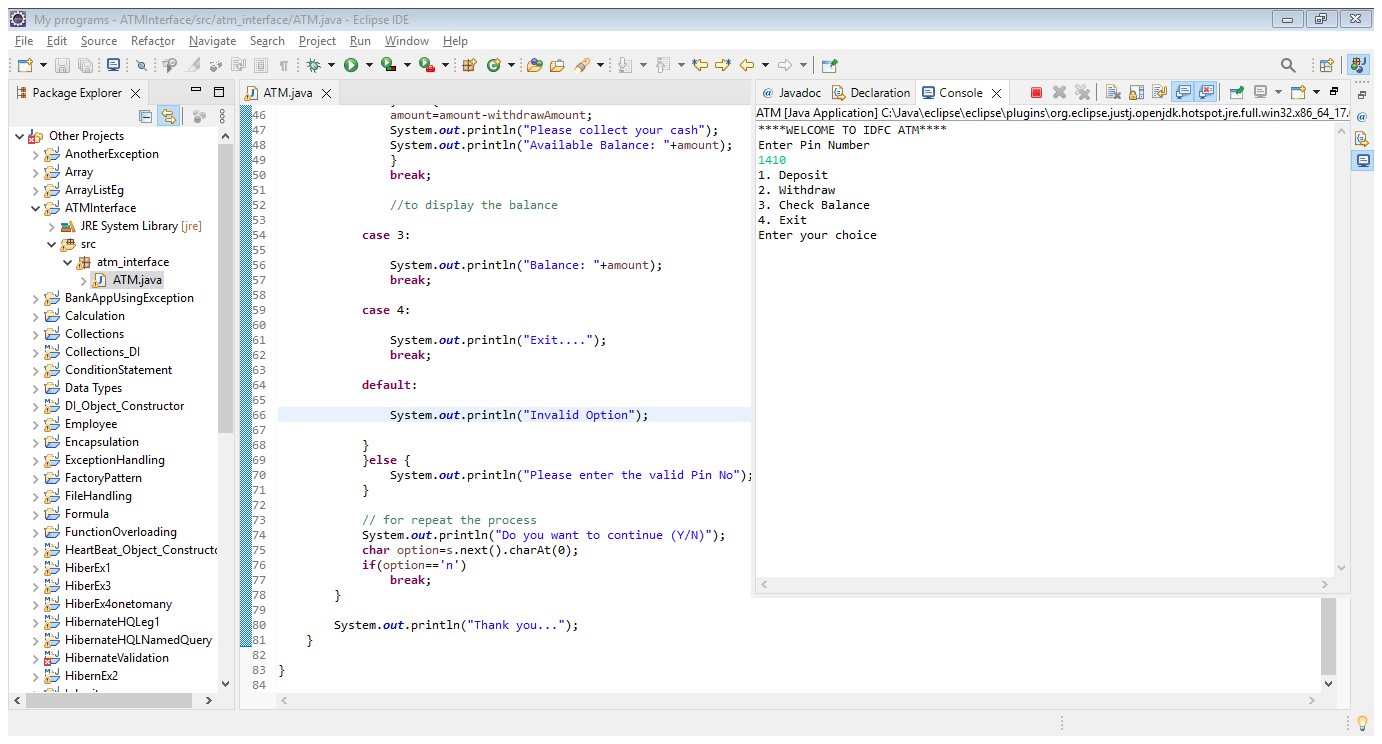 My prrograms - ATMInterface/src/atm_interface/ATM.java - Eclipse IDE
File Edit Source Refactor Navigate Search Project Run Window Help
Package Explorer
Other Projects
AnotherException
Array
ArrayListEg
ATMInterface
JRE System Library [jre]
src
atm_interface
ATM.java
BankAppUsingException
Calculation
Collections
Collections_DI
ConditionStatement
Data Types
DI_Object_Constructor
Employee
Encapsulation
ExceptionHandling
FactoryPattern
FileHandling
Formula
FunctionOverloading
HeartBeat_Object_Constructo
HiberEx1
HiberEx3
HiberEx4onetomany
HibernateHQLeg1
HibernateHQLNamedQuery
HibernateValidation
HibernEx2
ATM.java
46 amount=amount-withdrawAmount;
47 System.out.println("Please collect your cash");
48 System.out.println("Available Balance: "+amount);
49 }
50 break;
51
52 //to display the balance
53
54 case 3:
55
56 System.out.println("Balance: "+amount);
57 break;
58
59 case 4:
60
61 System.out.println("Exit....");
62 break;
63
64 default:
65
66 System.out.println("Invalid Option");
67
68 }
69 }else {
70 System.out.println("Please enter the valid Pin No");
71 }
72
73 // for repeat the process
74 System.out.println("Do you want to continue (Y/N)");
75 char option=s.next().charAt(0);
76 if(option=='n')
77 break;
78 }
79
80 System.out.println("Thank you...");
81 }
82
83 }
84
Javadoc Declaration Console
ATM [Java Application] C:\Java\eclipse\eclipse\plugins\org.eclipse.justj.openjdk.hotspot.jre.full.win32.x86_64_17.
****WELCOME TO IDFC ATM****
Enter Pin Number
1410
1. Deposit
2. Withdraw
3. Check Balance
4. Exit
Enter your choice